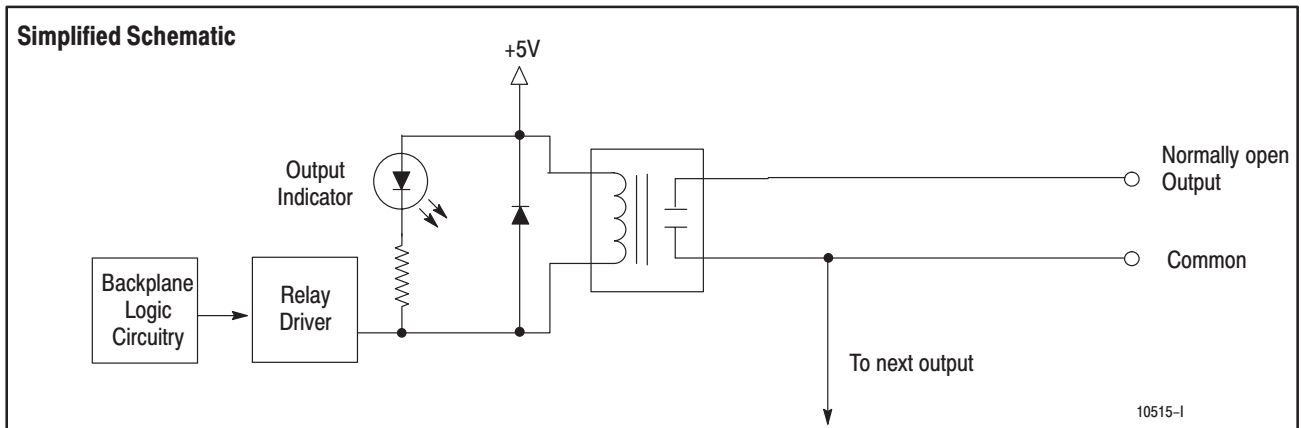 Simplified Schematic
+5V
Output
Indicator
Normally open
Output
Common
Backplane
Logic
Circuitry
Relay
Driver
To next output
10515–I